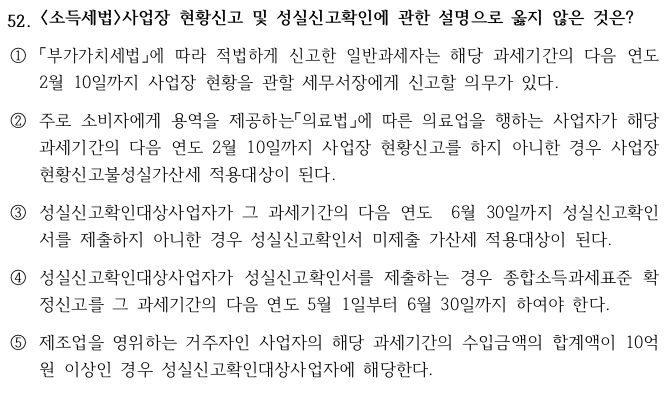 52. <소득세법>사업장 현황신고 및 성실신고확인에 관한 설명으로 옳지 않은 것은?
① 「부가가치세법」에 따라 적법하게 신고한 일반과세자는 해당 과세기간의 다음 연도
2월 10일까지 사업장 현황을 관할 세무서장에게 신고할 의무가 있다.
② 주로 소비자에게 용역을 제공하는「의료법」에 따른 의료업을 행하는 사업자가 해당
과세기간의 다음 연도 2월 10일까지 사업장 현황신고를 하지 아니한 경우 사업장
현황신고불성실가산세 적용대상이 된다.
③ 성실신고확인대상사업자가 그 과세기간의 다음 연도 6월 30일까지 성실신고확인
서를 제출하지 아니한 경우 성실신고확인서 미제출 가산세 적용대상이 된다.
④ 성실신고확인대상사업자가 성실신고확인서를 제출하는 경우 종합소득과세표준 확
정신고를 그 과세기간의 다음 연도 5월 1일부터 6월 30일까지 하여야 한다.
⑤ 제조업을 영위하는 거주자인 사업자의 해당 과세기간의 수입금액의 합계액이 10억
원 이상인 경우 성실신고확인대상사업자에 해당한다.